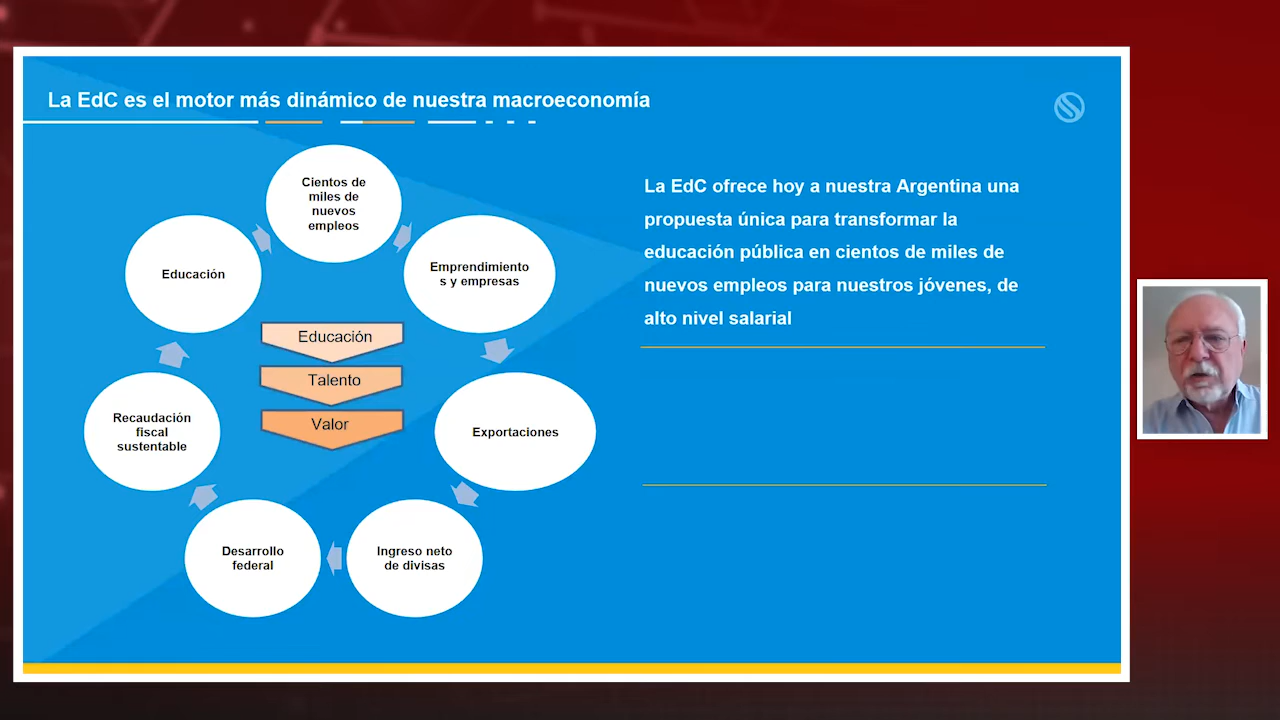 La EdC es el motor más dinámico de nuestra macroeconomía
Cientos de
miles de
nuevos
empleos
Emprendimiento
s y empresas
Exportaciones
Ingreso neto
de divisas
Desarrollo
federal
Recaudación
fiscal
sustentable
Educación
Educación
Talento
Valor
La EdC ofrece hoy a nuestra Argentina una
propuesta única para transformar la
educación pública en cientos de miles de
nuevos empleos para nuestros jóvenes, de
alto nivel salarial